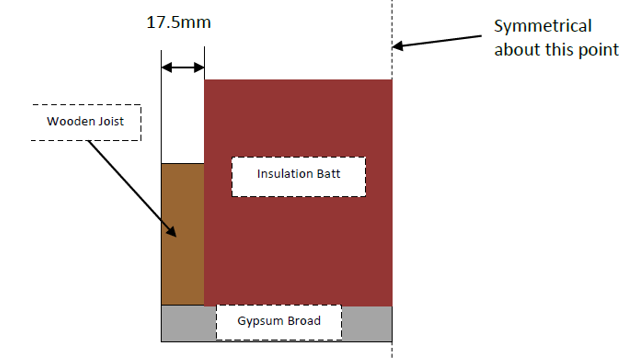 17.5mm
Symmetrical
about this point
Wooden Joist
Insulation Batt
Gypsum Broad